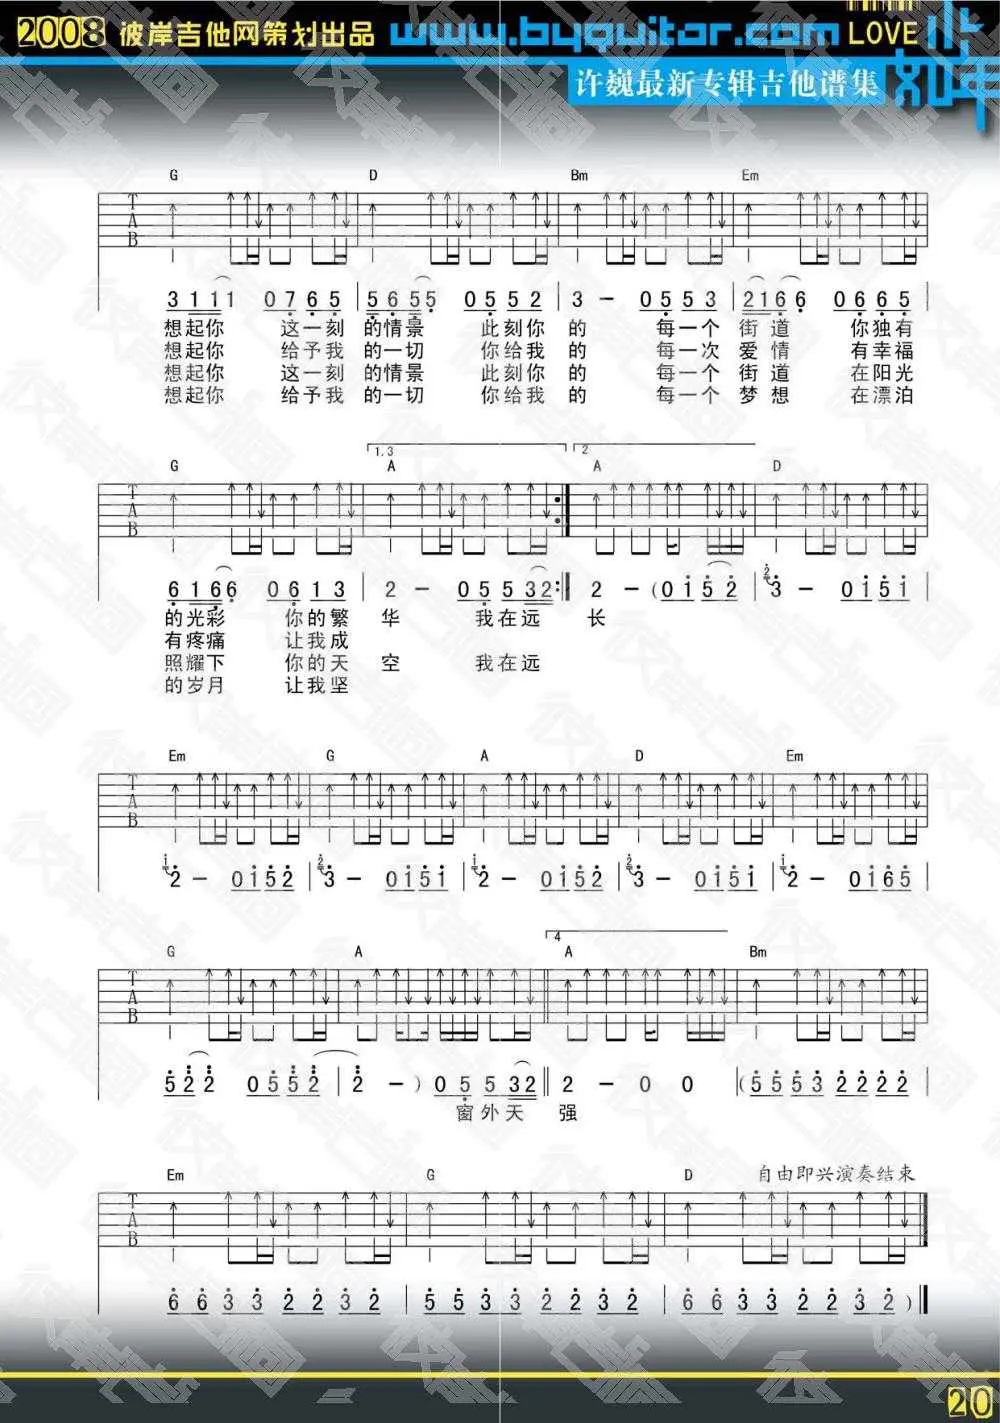 2008 彼岸吉他网策划出品 www.byguitar.com LOVE 爱如少年
许巍最新专辑吉他谱集
G D Bm Em
T
A
B
3 1 1 1 0 7 6 5 5 6 5 5 0 5 5 2 3 - 0 5 5 3 2 1 6 6 0 6 6 5
想起你 这一刻 的情景 此刻你 的 每一个 街道 你独有
想起你 给予我 的一切 你给我 的 每一次 爱情 有幸福
想起你 这一刻 的情景 此刻你 的 每一个 街道 在阳光
想起你 给予我 的一切 你给我 的 每一个 梦想 在漂泊
1.3 2
G A A D
T
A
B
6 1 6 6 0 6 1 3 2 - 0 5 5 3 2 :‖ 2 - ( 0 1 5 2 2 3 - 0 1 5 1
的光彩 你的繁 华 我在远 长
有疼痛 让我成
照耀下 你的天 空 我在远
的岁月 让我坚
Em G A D Em
T
A
B
1 2 - 0 1 5 2 2 3 - 0 1 5 1 1 2 - 0 1 5 2 2 3 - 0 1 5 1 1 2 - 0 1 6 5
4
G A A Bm
T
A
B
5 2 2 0 5 5 2 2 - ) 0 5 5 3 2 2 - 0 0 ( 5 5 5 3 2 2 2 2
窗外天 强
Em G D 自由即兴演奏结束
T
A
B
6 6 3 3 2 2 3 2 5 5 3 3 2 2 3 2 6 6 3 3 2 2 3 2 )
20